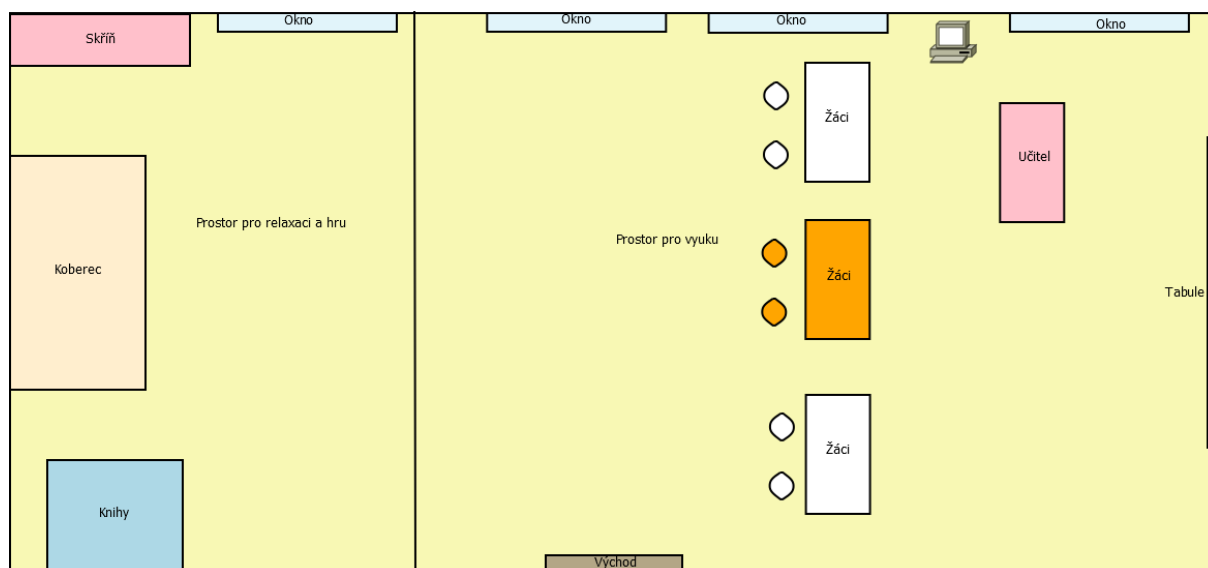 Okno
Okno
Okno
Okno
Skříň
Žáci
Učitel
Prostor pro relaxaci a hru
Prostor pro vyuku
Koberec
Žáci
Tabule
Žáci
Knihy
Východ